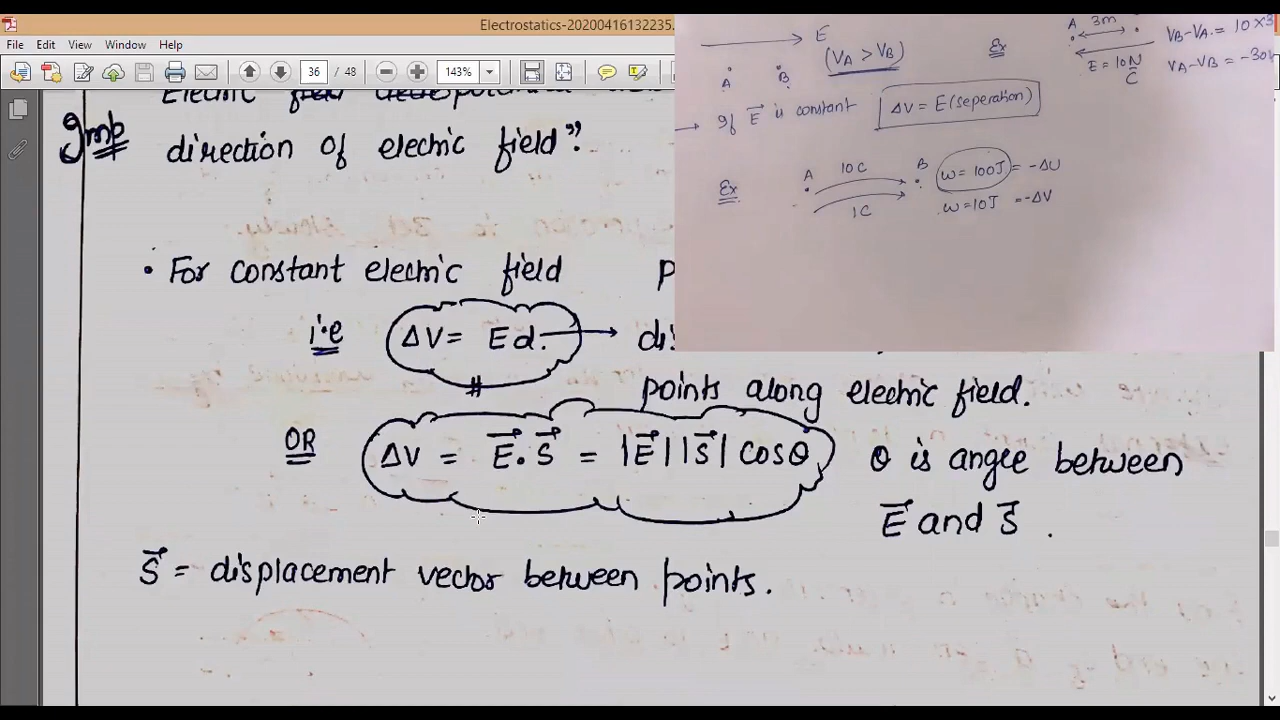 Electrostatics-20200416132235.
File Edit View Window Help
36 / 48 143%
Imp
direction of electric field”.
• For constant electric field
i.e ΔV = Ed.
points along electric field.
OR ΔV = E⃗ . S⃗ = |E⃗| |S⃗| cosθ θ is angle between
E⃗ and S⃗ .
S⃗ = displacement vector between points.
E
A B (VA > VB)
→ If E⃗ is constant ΔV = E(seperation)
Ex A 3m
E = 10 N/C
VB-VA = 10×3
VA-VB = -30
Ex A 10C B W = 100J = -ΔU
1C W = 10J = -ΔV